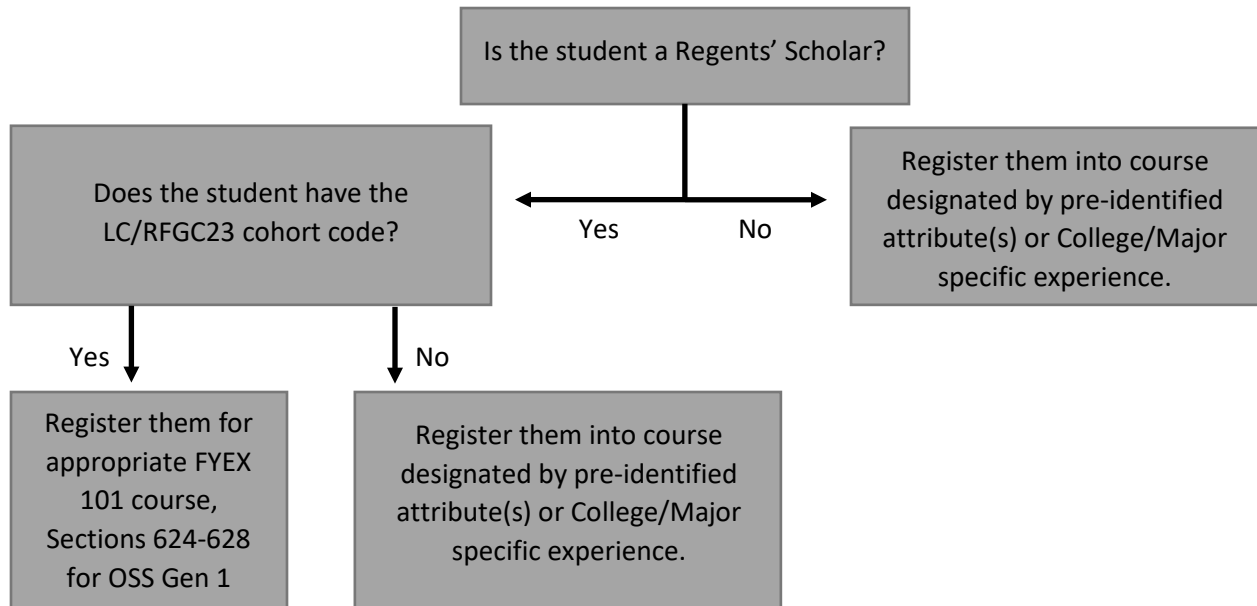 Is the student a Regents’ Scholar?
Does the student have the
LC/RFGC23 cohort code?
Yes
No
Register them into course
designated by pre-identified
attribute(s) or College/Major
specific experience.
Yes
No
Register them for
appropriate FYEX
101 course,
Sections 624-628
for OSS Gen 1
Register them into course
designated by pre-identified
attribute(s) or College/Major
specific experience.